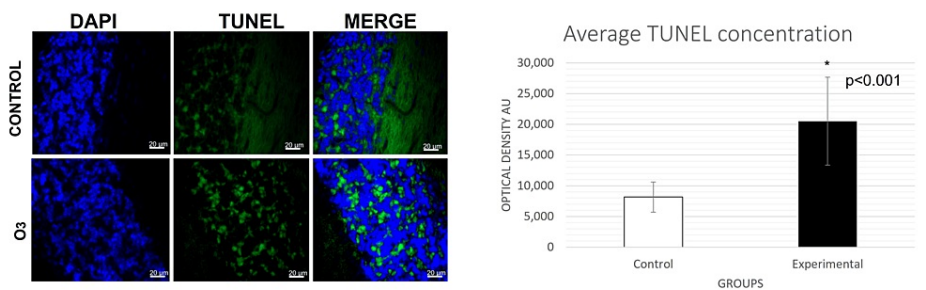 DAPI TUNEL MERGE
CONTROL
20 μm 20 μm 20 μm
O3
20 μm 20 μm 20 μm
Average TUNEL concentration
OPTICAL DENSITY AU
30,000
25,000
20,000
15,000
10,000
5,000
0
*
p<0.001
Control Experimental
GROUPS